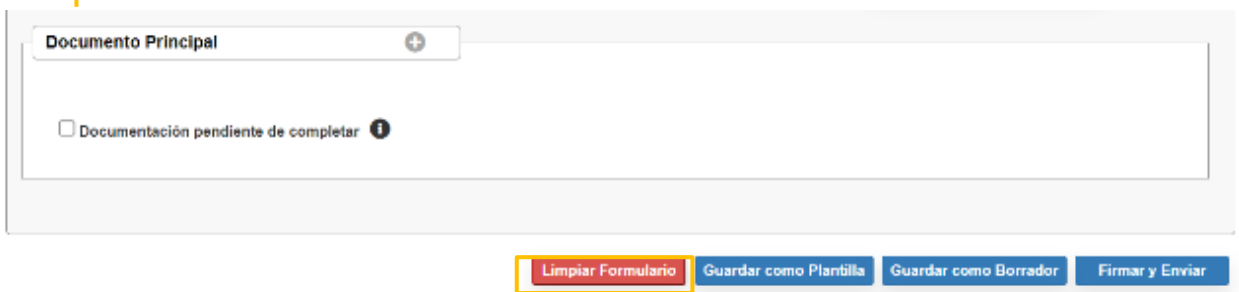 Documento Principal
Documentación pendiente de completar
Limpiar Formulario Guardar como Plantilla Guardar como Borrador Firmar y Enviar